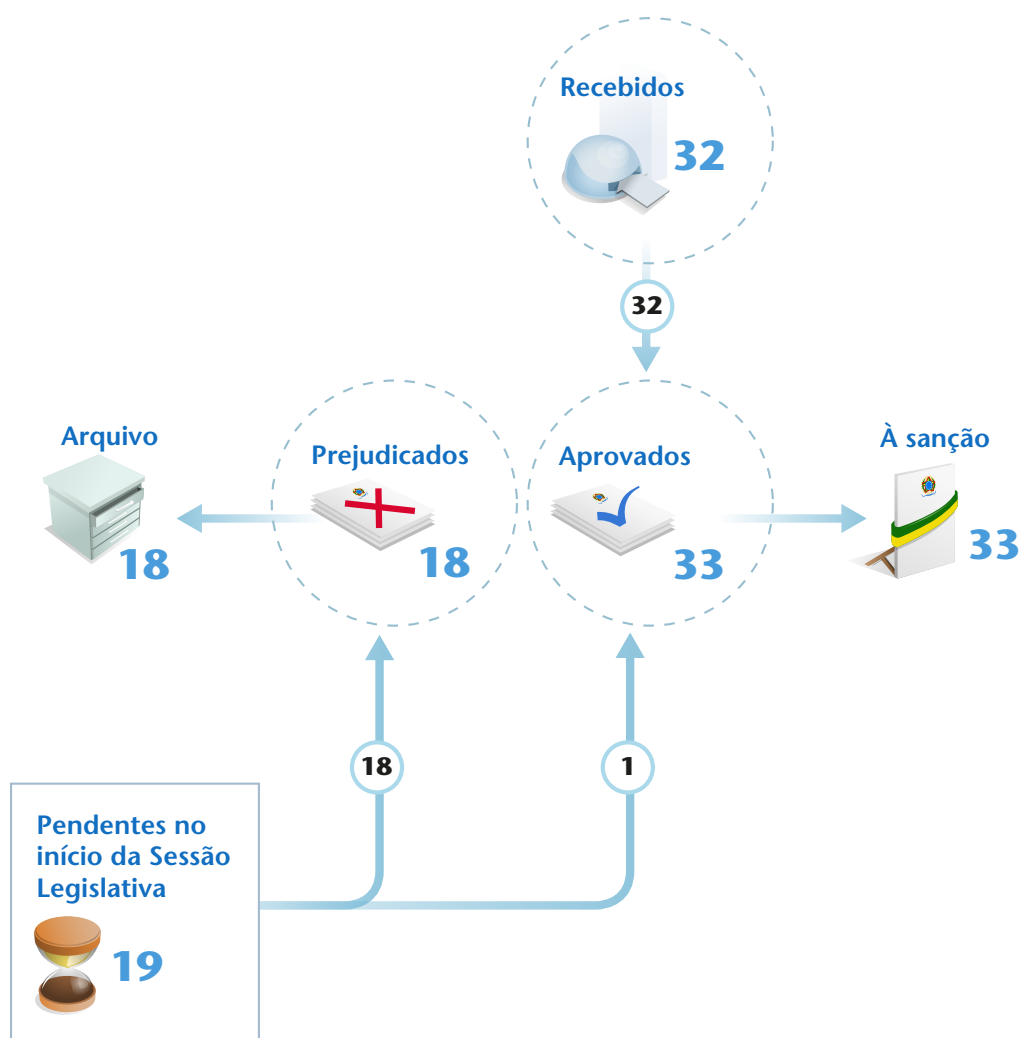 Recebidos
32
32
Arquivo
18
Prejudicados
18
Aprovados
33
À sanção
33
18
1
Pendentes no
início da Sessão
Legislativa
19